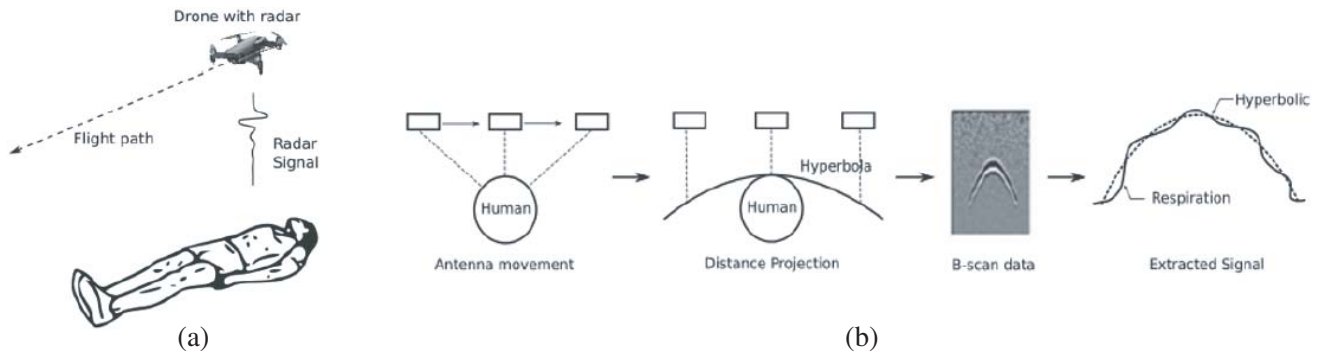 Drone with radar
Flight path
Radar
Signal
(a)
Human
Antenna movement
Hyperbola
Human
Distance Projection
B-scan data
Hyperbolic
Respiration
Extracted Signal
(b)